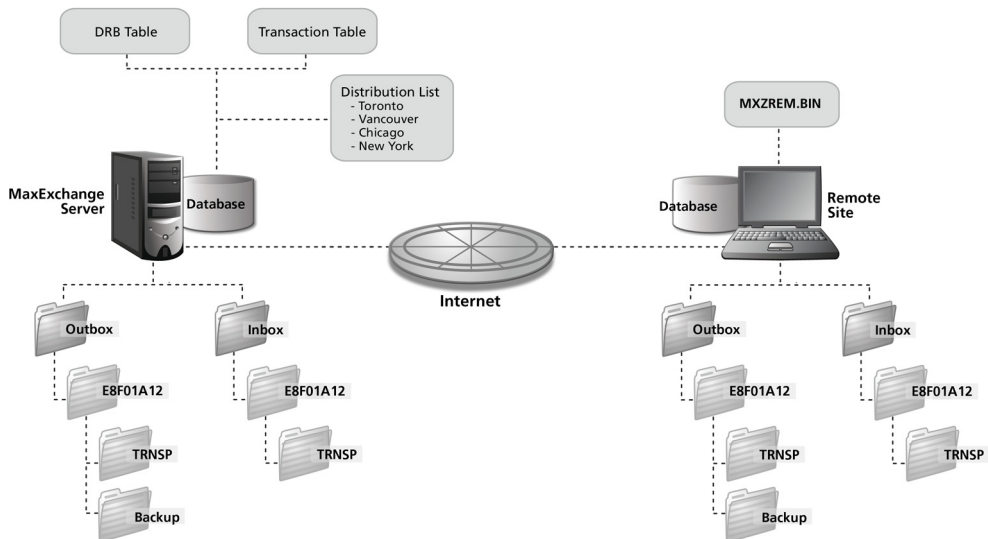 DRB Table
Transaction Table
Distribution List
- Toronto
- Vancouver
- Chicago
- New York
MXZREM.BIN
MaxExchange
Server
Database
Database
Remote
Site
Internet
Outbox
Inbox
E8F01A12
E8F01A12
TRNSP
TRNSP
Backup
Outbox
Inbox
E8F01A12
E8F01A12
TRNSP
TRNSP
Backup